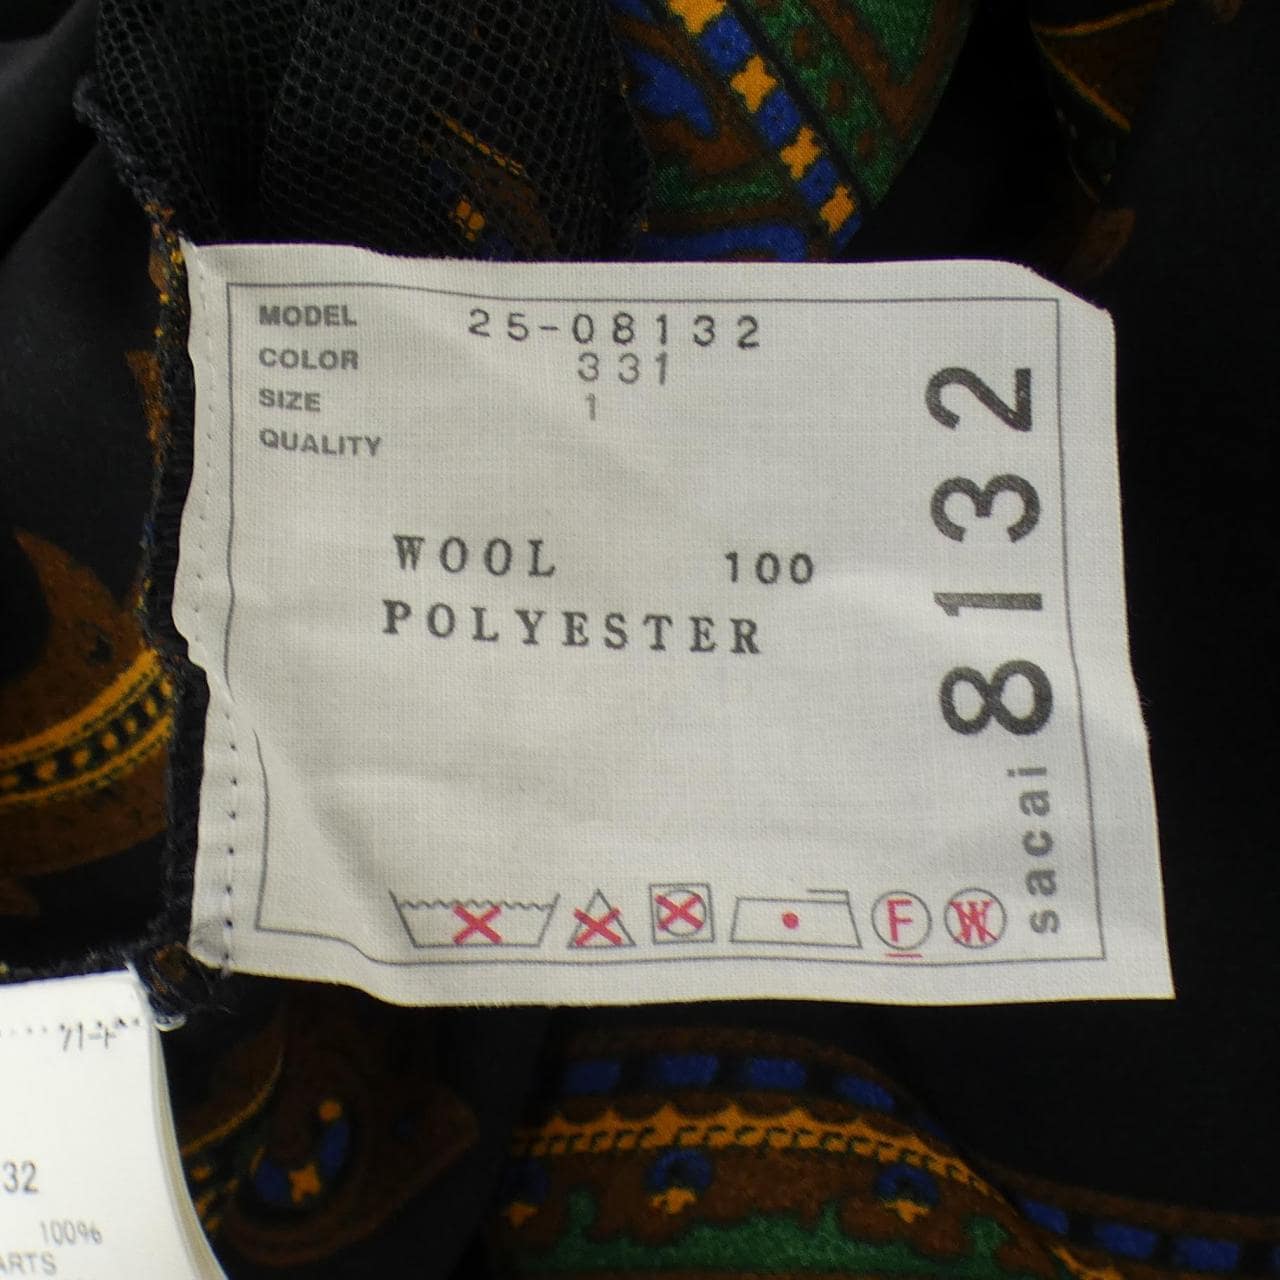 MODEL 25-08132
COLOR 331
SIZE 1
QUALITY
WOOL 100
POLYESTER
sacai 8132
F
W
32
100%
ARTS